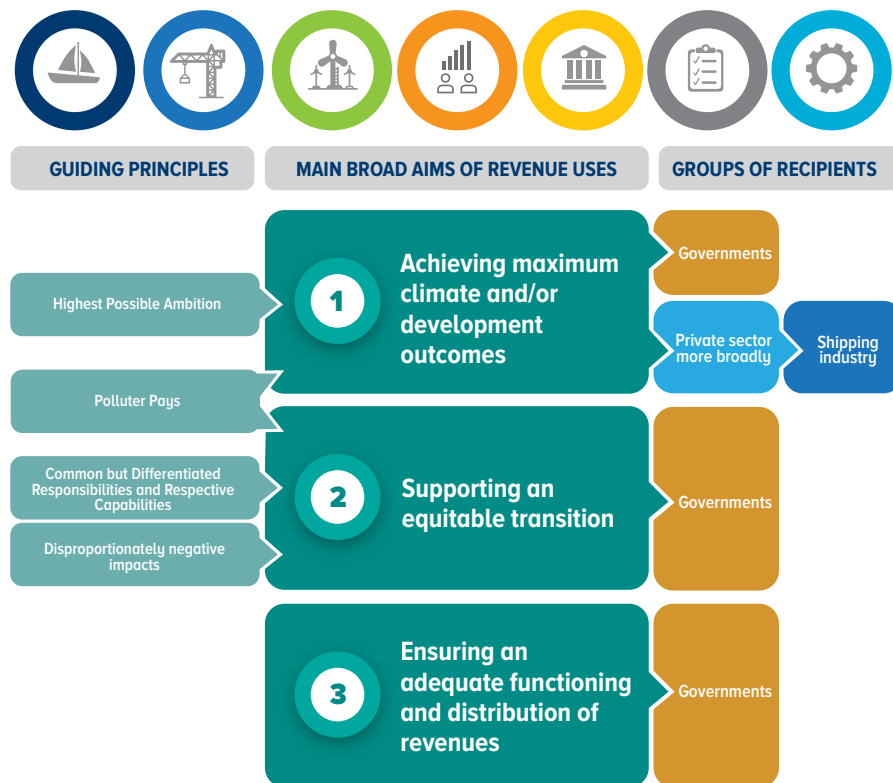 GUIDING PRINCIPLES
MAIN BROAD AIMS OF REVENUE USES
GROUPS OF RECIPIENTS
Highest Possible Ambition
Polluter Pays
Common but Differentiated
Responsibilities and Respective
Capabilities
Disproportionately negative
impacts
1
Achieving maximum
climate and/or
development
outcomes
Governments
Private sector
more broadly
Shipping
industry
2
Supporting an
equitable transition
Governments
3
Ensuring an
adequate functioning
and distribution of
revenues
Governments